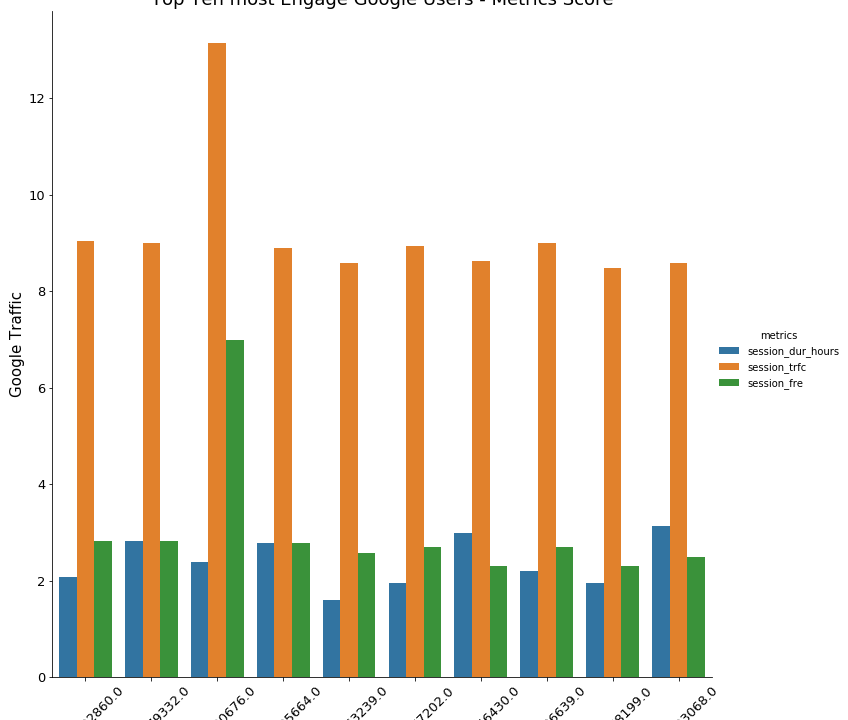 Top Ten most Engage Google Users - Metrics Score
12
10
8
6
4
2
0
Google Traffic
metrics
session_dur_hours
session_trfc
session_fre
2860.0
9332.0
0676.0
5664.0
3239.0
7202.0
6430.0
6639.0
8199.0
3068.0